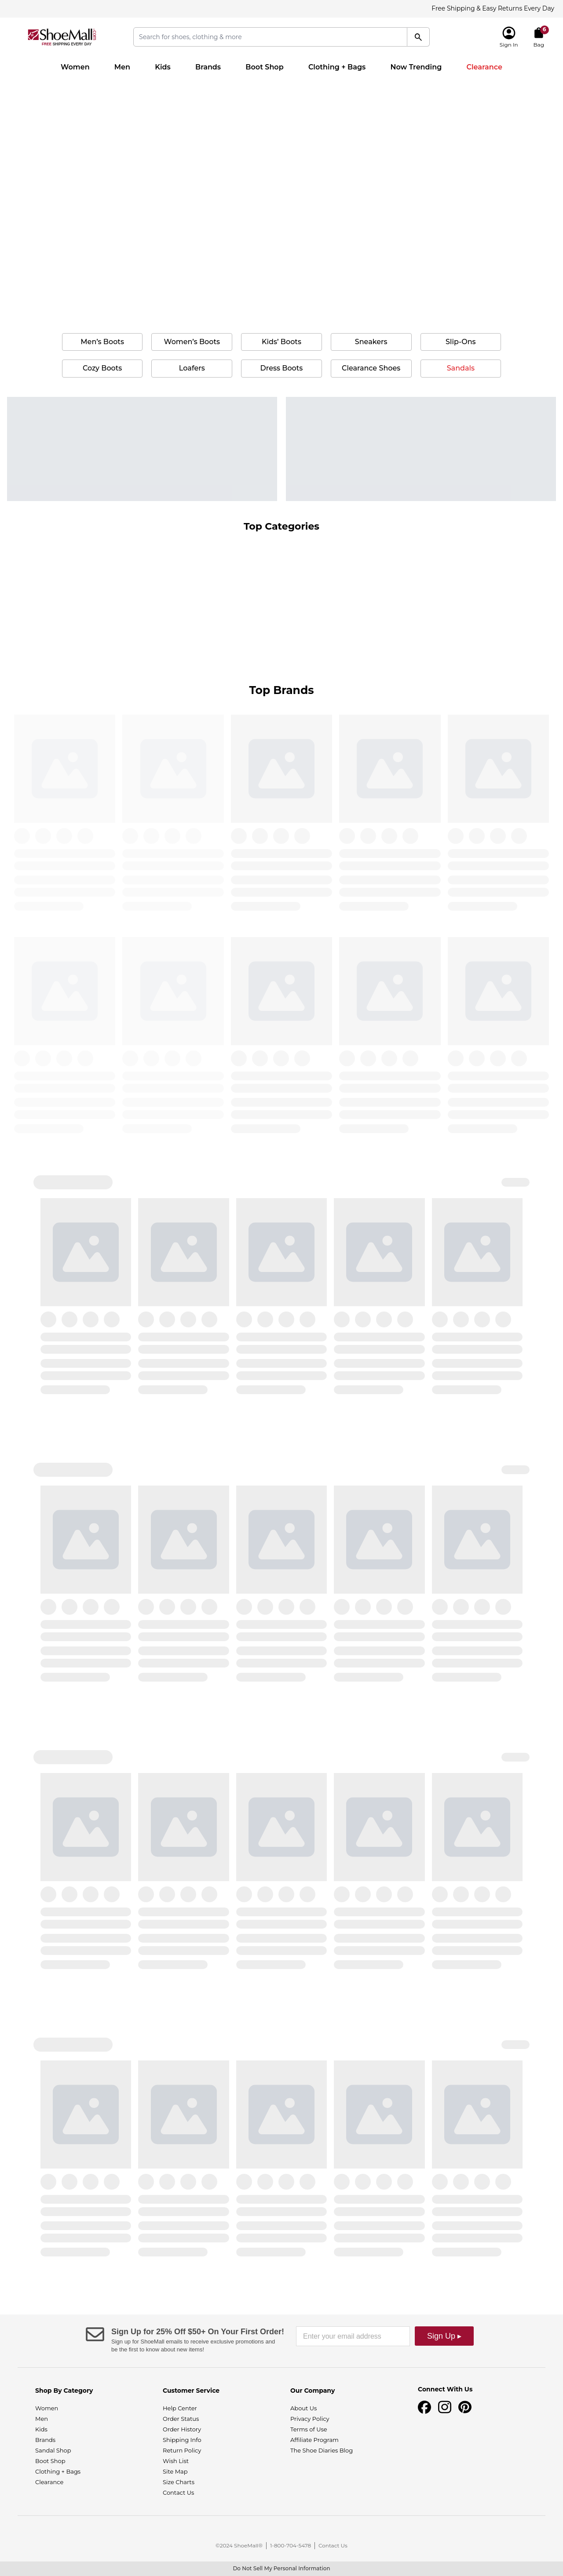 Free Shipping & Easy Returns Every Day
ShoeMall
FREE SHIPPING EVERY DAY
Search for shoes, clothing & more
Sign In
6
Bag
Women Men Kids Brands Boot Shop Clothing + Bags Now Trending Clearance
Men's Boots Women's Boots Kids' Boots Sneakers Slip-Ons
Cozy Boots Loafers Dress Boots Clearance Shoes Sandals
Top Categories
Top Brands
Sign Up for 25% Off $50+ On Your First Order!
Sign up for ShoeMall emails to receive exclusive promotions and
be the first to know about new items!
Enter your email address
Sign Up ▸
Shop By Category
Women
Men
Kids
Brands
Sandal Shop
Boot Shop
Clothing + Bags
Clearance
Customer Service
Help Center
Order Status
Order History
Shipping Info
Return Policy
Wish List
Site Map
Size Charts
Contact Us
Our Company
About Us
Privacy Policy
Terms of Use
Affiliate Program
The Shoe Diaries Blog
Connect With Us
©2024 ShoeMall® | 1-800-704-5478 | Contact Us
Do Not Sell My Personal Information